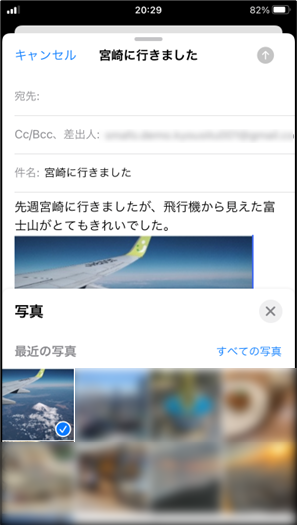 20:29
82%
キャンセル
宮崎に行きました
宛先:
Cc/Bcc、差出人:
件名: 宮崎に行きました
先週宮崎に行きましたが、飛行機から見えた富
士山がとてもきれいでした。
写真
最近の写真
すべての写真